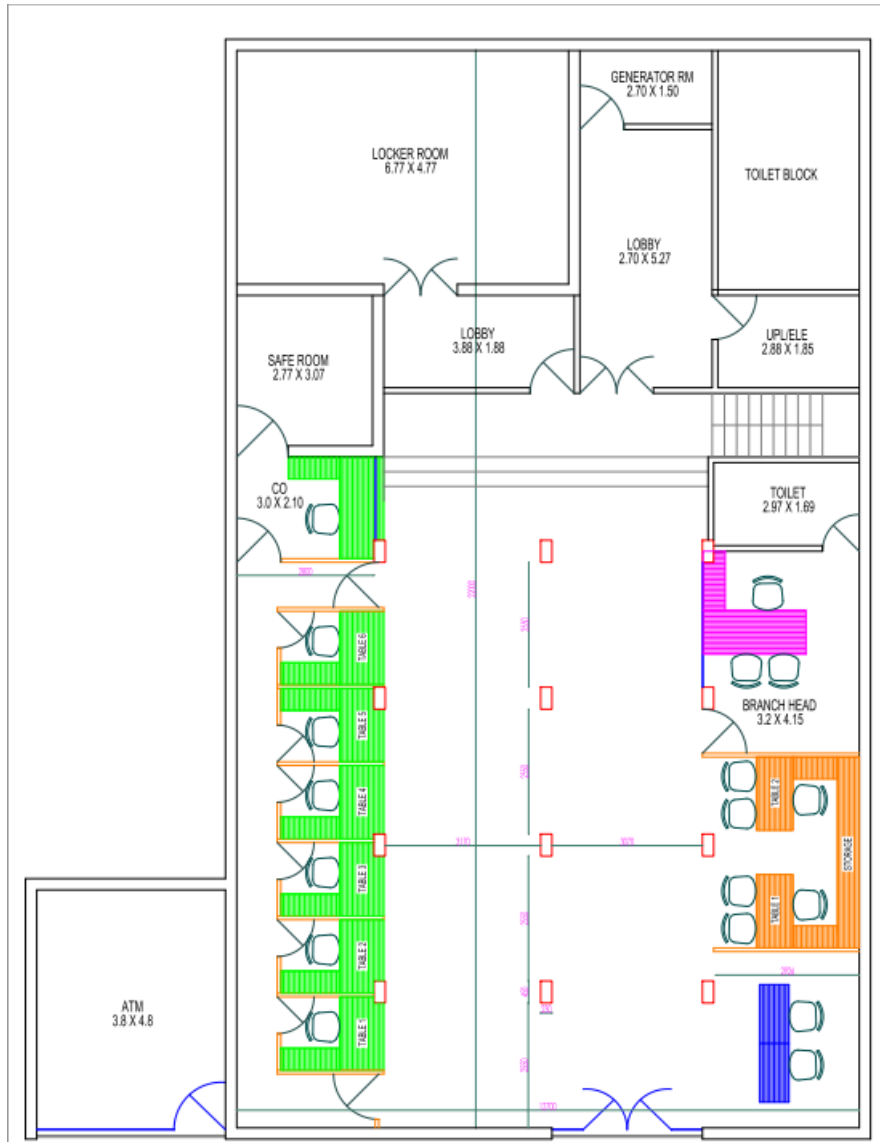 GENERATOR RM
2.70 X 1.50
LOCKER ROOM
6.77 X 4.77
TOILET BLOCK
LOBBY
2.70 X 5.27
LOBBY
3.88 X 1.88
UPL/ELE
2.88 X 1.85
SAFE ROOM
2.77 X 3.07
CO
3.0 X 2.10
TOILET
2.97 X 1.69
22000
TABLE 6
BRANCH HEAD
3.2 X 4.15
TABLE 5
TABLE 4
TABLE 2
STORAGE
TABLE 3
TABLE 1
TABLE 2
TABLE 1
ATM
3.8 X 4.8
13700